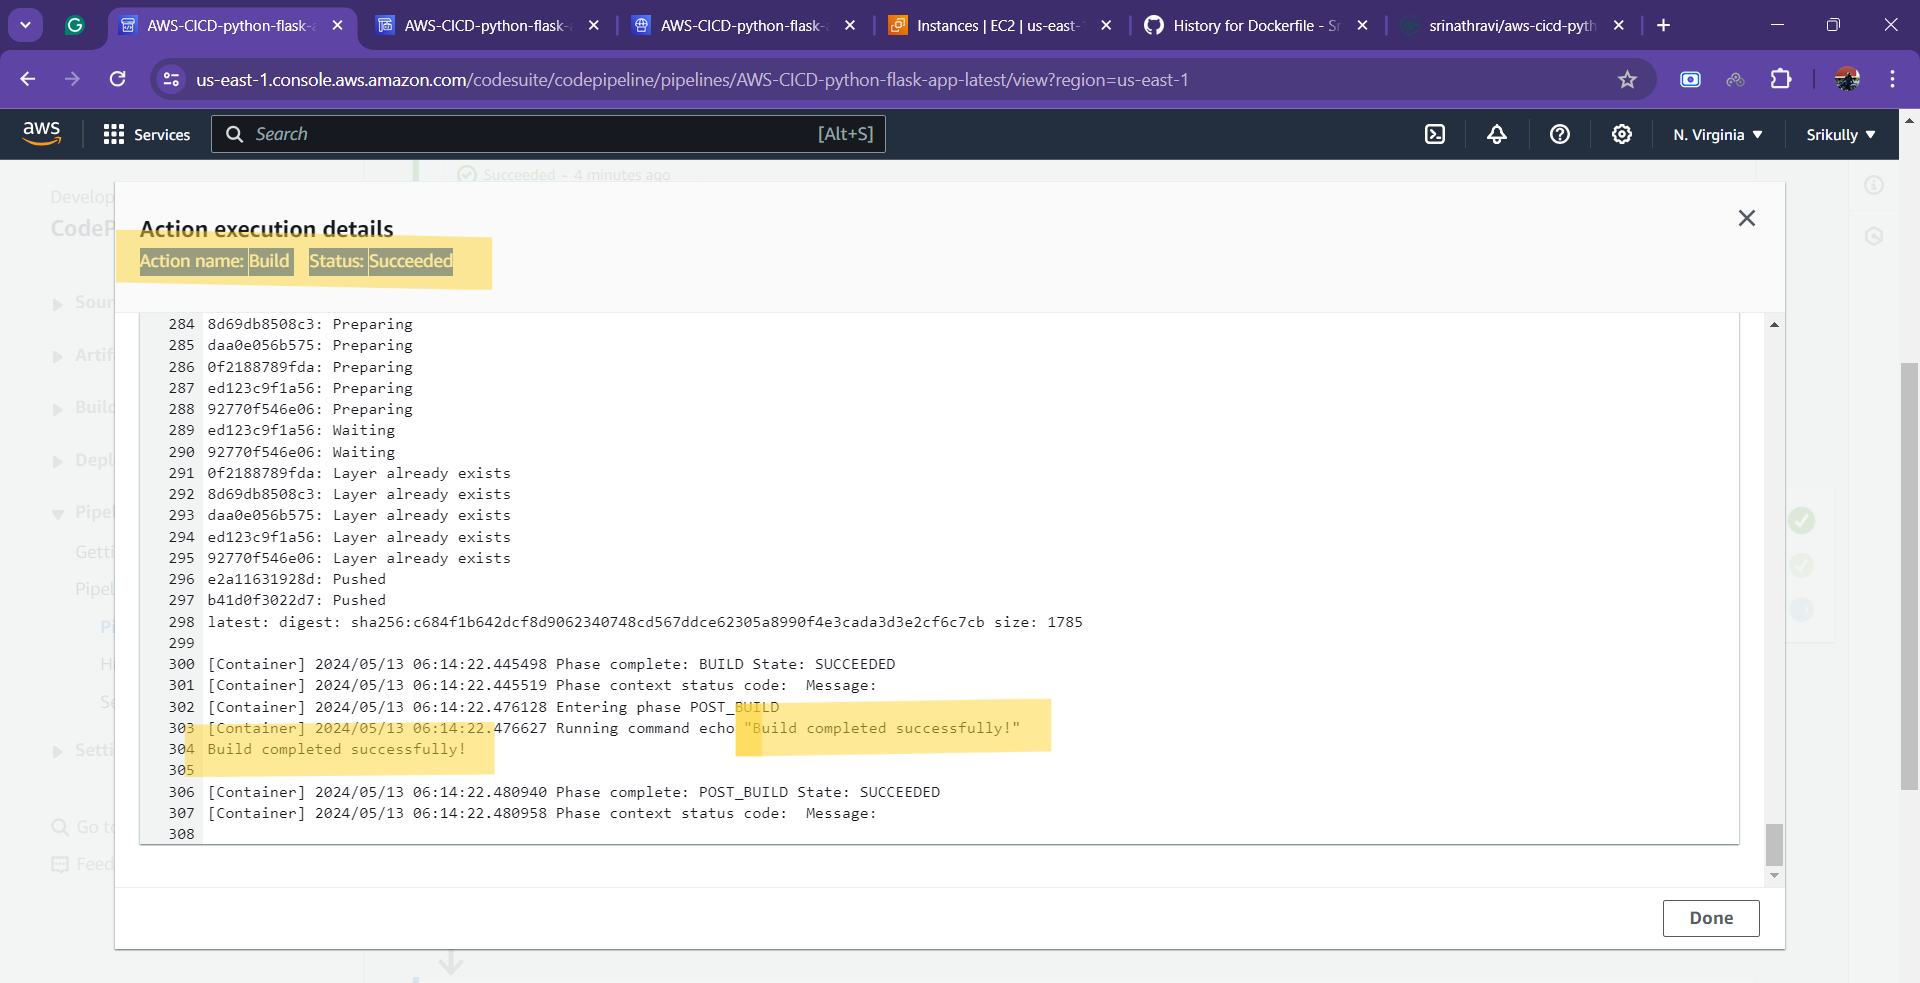 AWS-CICD-python-flask-a
AWS-CICD-python-flask-
AWS-CICD-python-flask-
Instances | EC2 | us-east-1
History for Dockerfile - Sr
srinathravi/aws-cicd-pyth
us-east-1.console.aws.amazon.com/codesuite/codepipeline/pipelines/AWS-CICD-python-flask-app-latest/view?region=us-east-1
aws
Services
Search
[Alt+S]
N. Virginia
Srikully
Succeeded - 4 minutes ago
Develop
CodeP
Sour
Artif
Build
Depl
Pipel
Getti
Pipel
Pi
Hi
Se
Setti
Go to
Feed
Action execution details
Action name: Build Status: Succeeded
284 8d69db8508c3: Preparing
285 daa0e056b575: Preparing
286 0f2188789fda: Preparing
287 ed123c9f1a56: Preparing
288 92770f546e06: Preparing
289 ed123c9f1a56: Waiting
290 92770f546e06: Waiting
291 0f2188789fda: Layer already exists
292 8d69db8508c3: Layer already exists
293 daa0e056b575: Layer already exists
294 ed123c9f1a56: Layer already exists
295 92770f546e06: Layer already exists
296 e2a11631928d: Pushed
297 b41d0f3022d7: Pushed
298 latest: digest: sha256:c684f1b642dcf8d9062340748cd567ddce62305a8990f4e3cada3d3e2cf6c7cb size: 1785
299
300 [Container] 2024/05/13 06:14:22.445498 Phase complete: BUILD State: SUCCEEDED
301 [Container] 2024/05/13 06:14:22.445519 Phase context status code: Message:
302 [Container] 2024/05/13 06:14:22.476128 Entering phase POST_BUILD
303 [Container] 2024/05/13 06:14:22.476627 Running command echo "Build completed successfully!"
304 Build completed successfully!
305
306 [Container] 2024/05/13 06:14:22.480940 Phase complete: POST_BUILD State: SUCCEEDED
307 [Container] 2024/05/13 06:14:22.480958 Phase context status code: Message:
308
Done